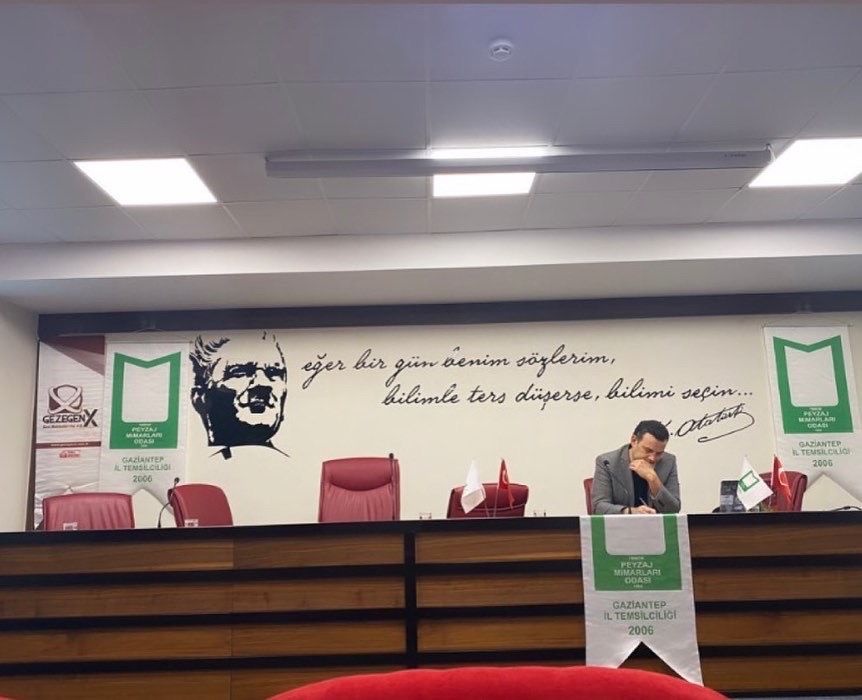 eğer bir gün benim sözlerim,
bilimle ters düşerse, bilimi seçin...
K. Atatürk
GEZEGENX
PEYZAJ
MİMARLARI
ODASI
GAZİANTEP
İL TEMSİLCİLİĞİ
2006
PEYZAJ
MİMARLARI
ODASI
GAZİANTEP
İL TEMSİLCİLİĞİ
2006
TMMOB
PEYZAJ
MİMARLARI
ODASI
1994
GAZİANTEP
İL TEMSİLCİLİĞİ
2006